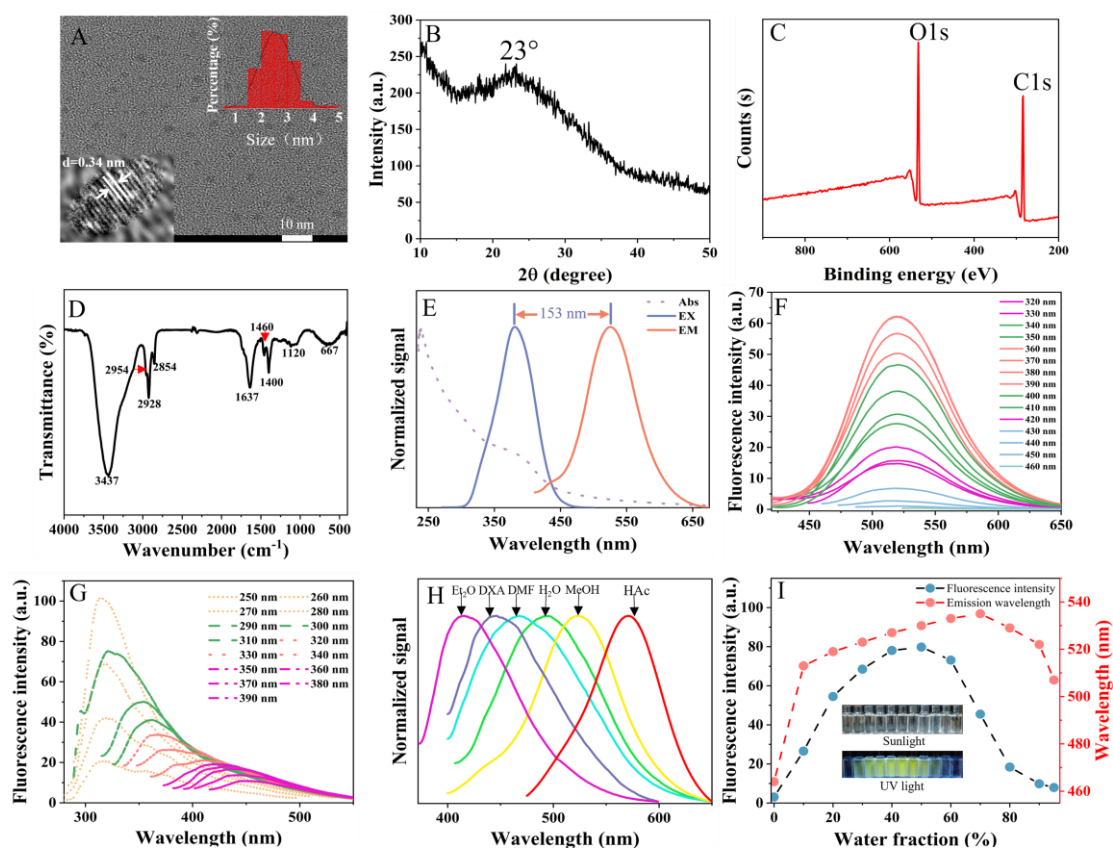 A
Percentage (%)
1 2 3 4 5
Size (nm)
d=0.34 nm
10 nm
B
23°
300
250
200
150
100
50
0
Intensity (a.u.)
10 20 30 40 50
2θ (degree)
C
O1s
C1s
Counts (s)
800 600 400 200
Binding energy (eV)
D
1460
2954
2854
1120
667
2928
1637
1400
3437
Transmittance (%)
4000 3000 2000 1000 500
Wavenumber (cm-1)
E
Abs
EX
EM
153 nm
Normalized signal
250 350 450 550 650
Wavelength (nm)
F
320 nm
330 nm
340 nm
350 nm
360 nm
370 nm
380 nm
390 nm
400 nm
410 nm
420 nm
430 nm
440 nm
450 nm
460 nm
70
60
50
40
30
20
10
0
Fluorescence intensity (a.u.)
450 500 550 600 650
Wavelength (nm)
G
250 nm 260 nm
270 nm 280 nm
290 nm 300 nm
310 nm 320 nm
330 nm 340 nm
350 nm 360 nm
370 nm 380 nm
390 nm
100
80
60
40
20
0
Fluorescence intensity (a.u.)
300 400 500
Wavelength (nm)
H
Et2O DXA DMF H2O MeOH HAc
Normalized signal
400 500 600
Wavelength (nm)
I
Fluorescence intensity
Emission wavelength
120
100
80
60
40
20
0
Fluorescence intensity (a.u.)
540
520
500
480
460
Wavelength (nm)
Sunlight
UV light
0 20 40 60 80
Water fraction (%)